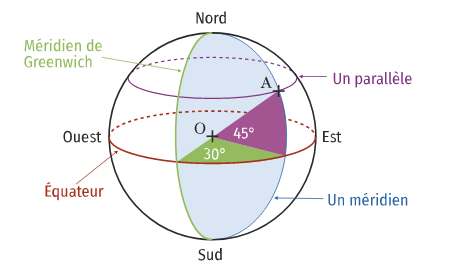 Nord
Méridien de
Greenwich
A
Un parallèle
Ouest
O
45°
Est
30°
Équateur
Un méridien
Sud